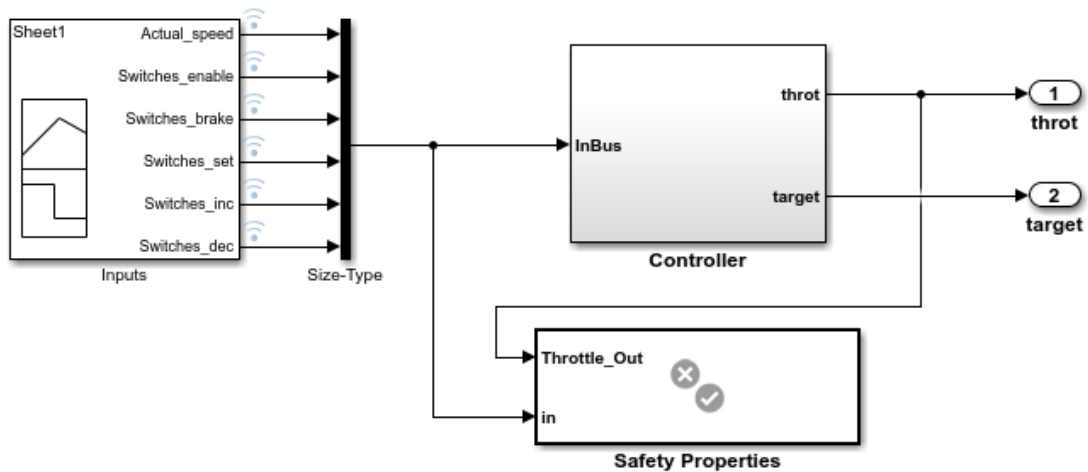 Sheet1
Actual_speed
Switches_enable
Switches_brake
Switches_set
Switches_inc
Switches_dec
Inputs
Size-Type
InBus
throt
target
Controller
1
throt
2
target
Throttle_Out
in
Safety Properties